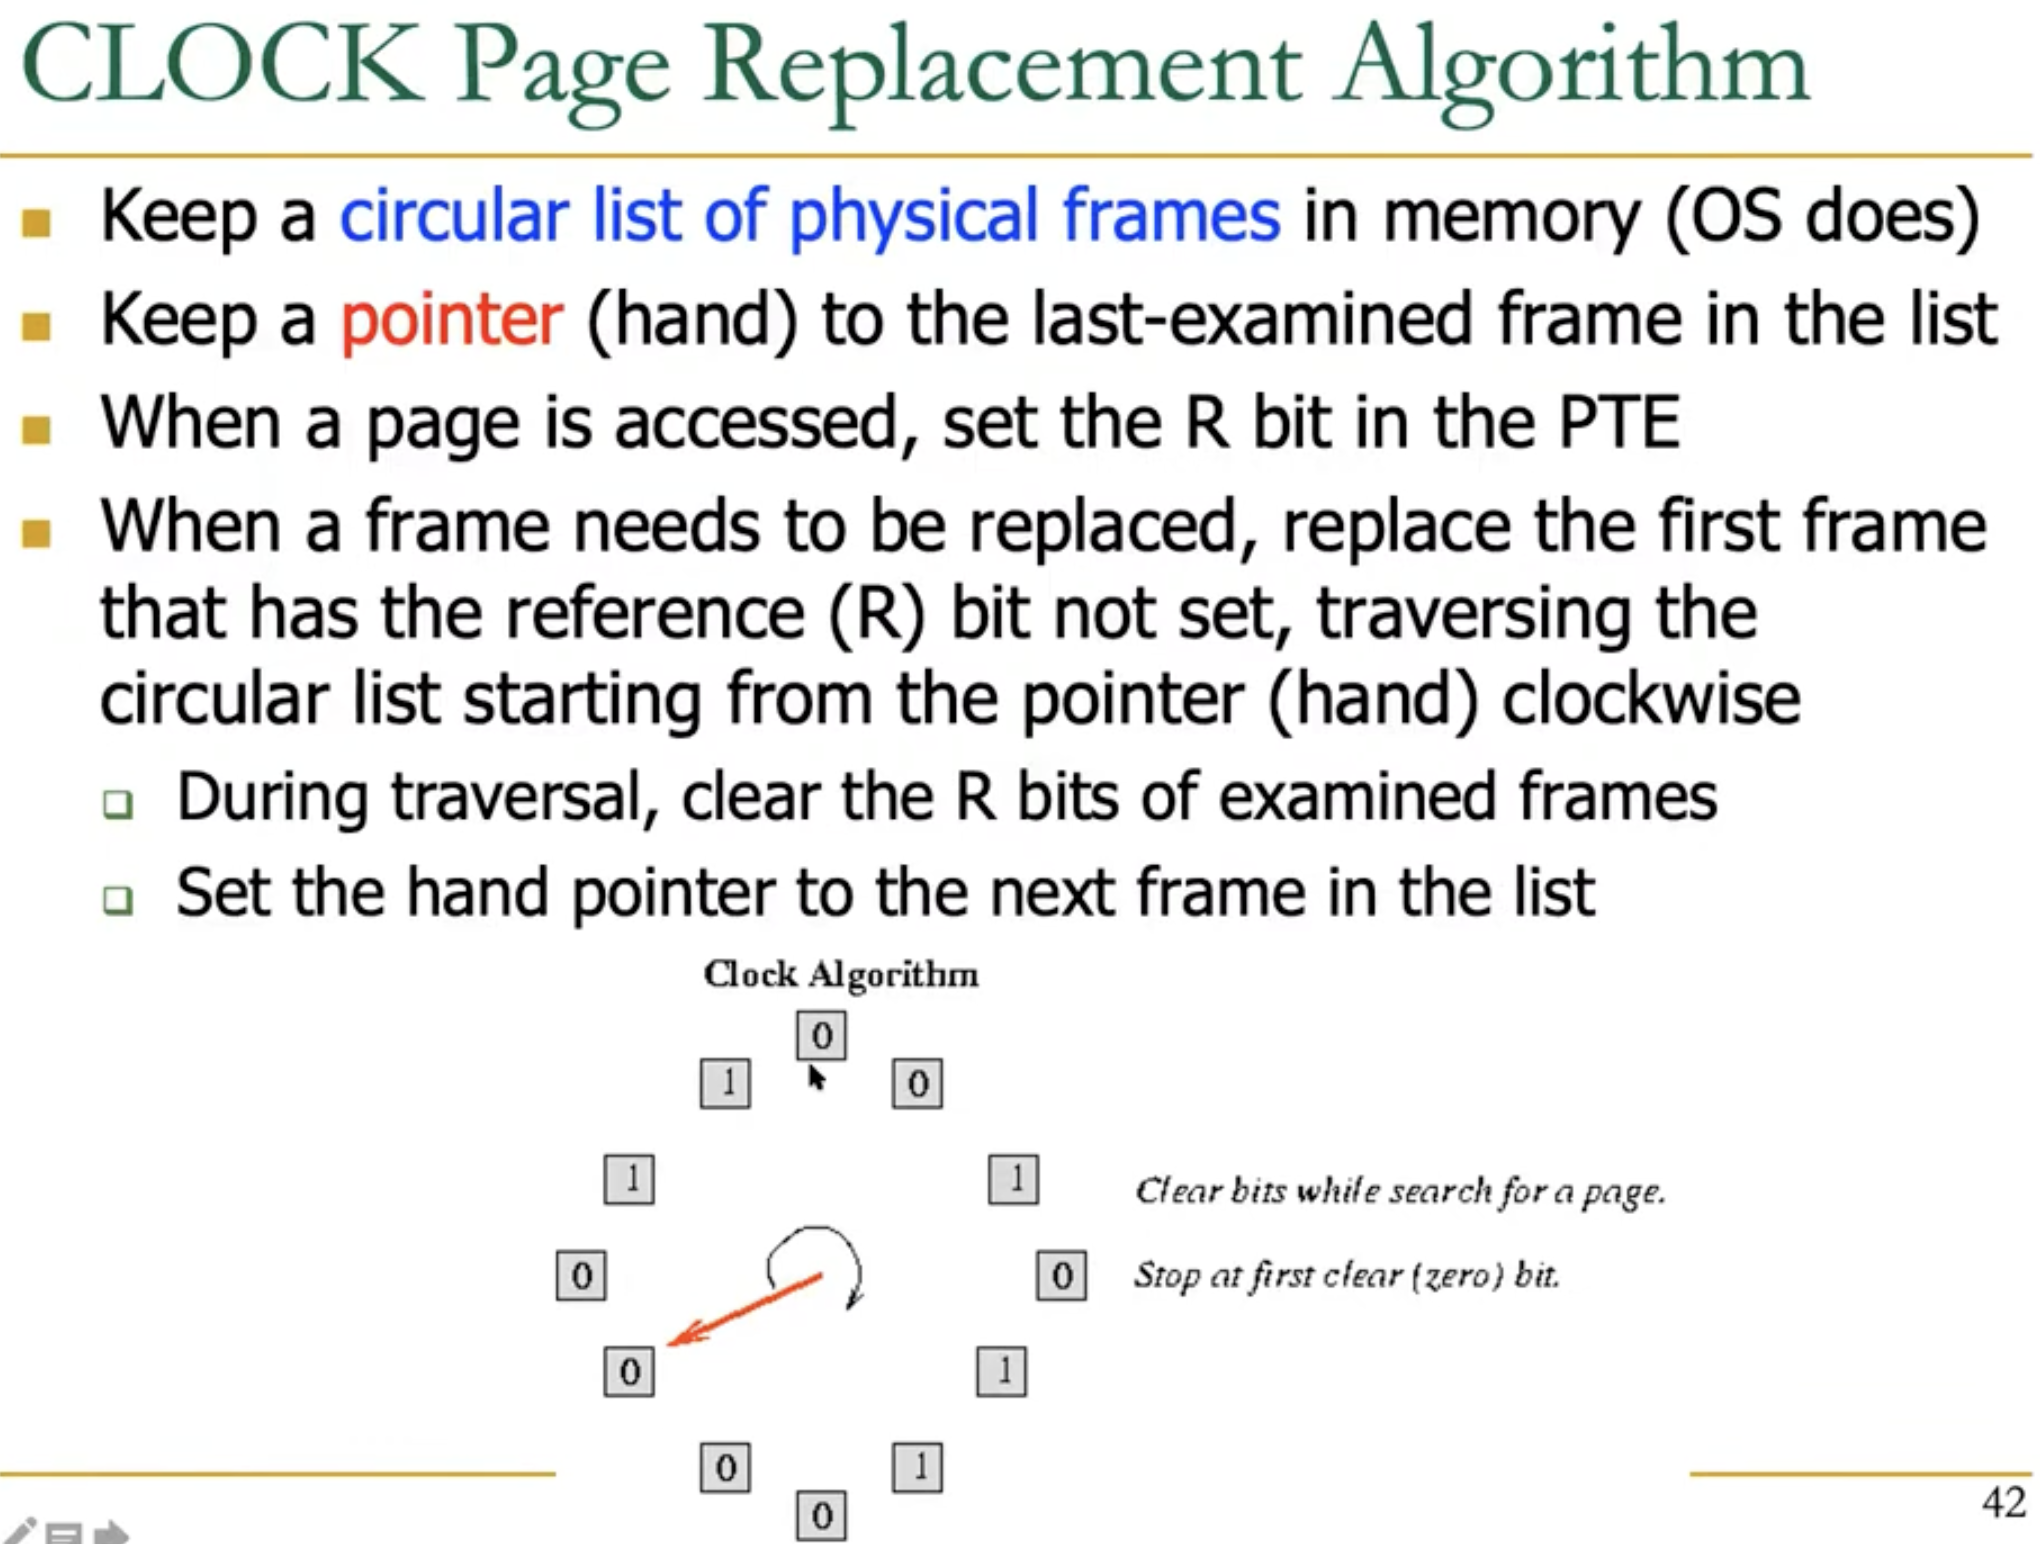 CLOCK Page Replacement Algorithm
Keep a circular list of physical frames in memory (OS does)
Keep a pointer (hand) to the last-examined frame in the list
When a page is accessed, set the R bit in the PTE
When a frame needs to be replaced, replace the first frame
that has the reference (R) bit not set, traversing the
circular list starting from the pointer (hand) clockwise
During traversal, clear the R bits of examined frames
Set the hand pointer to the next frame in the list
Clock Algorithm
0
1 0
1 1 Clear bits while search for a page.
0 0 Stop at first clear (zero) bit.
0 1
0 1
0
42